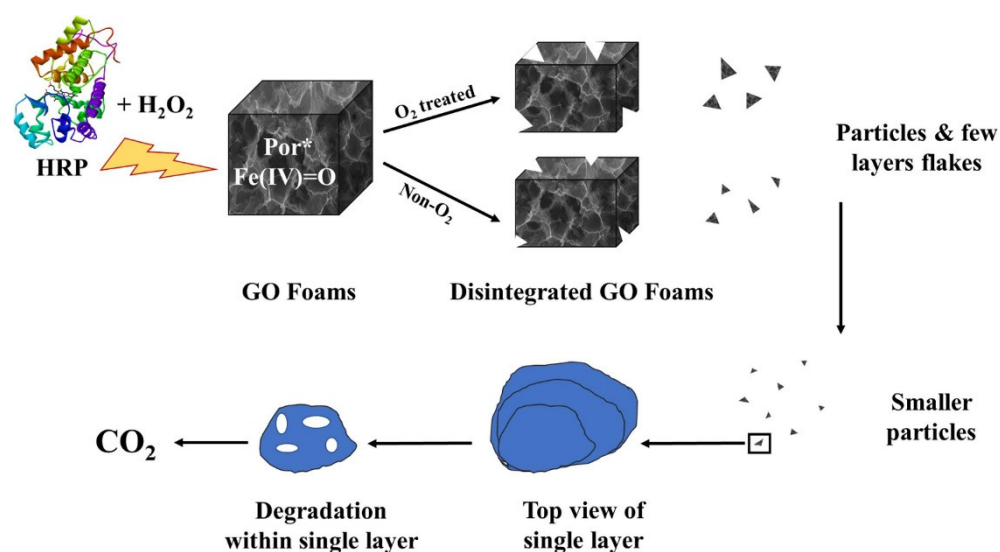 + H₂O₂
HRP
Por*
Fe(IV)=O
O₂ treated
Non-O₂
GO Foams
Disintegrated GO Foams
Particles & few
layers flakes
Smaller
particles
Top view of
single layer
Degradation
within single layer
CO₂